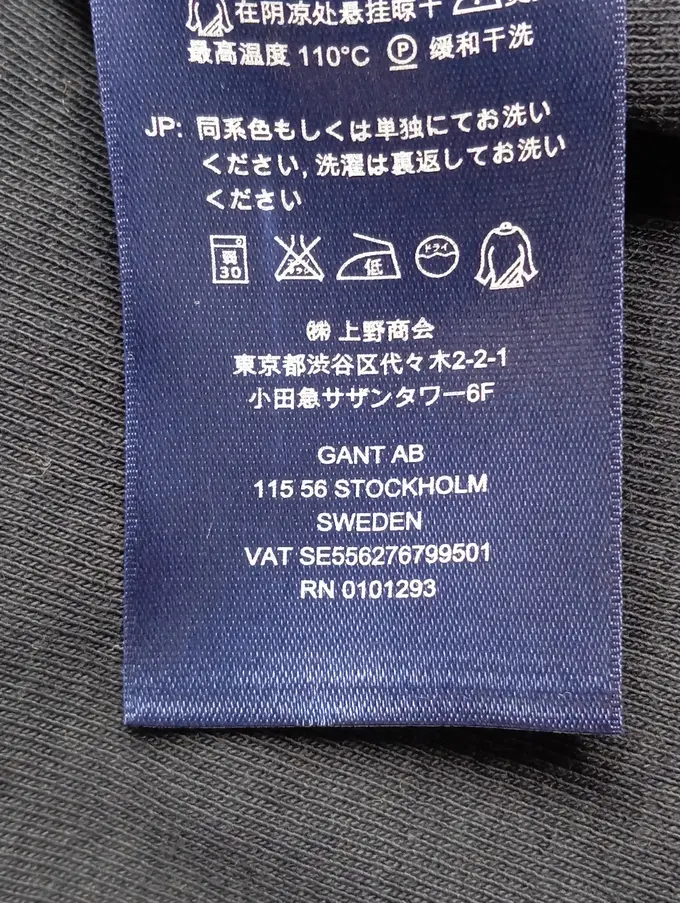 在阴凉处悬挂晾干
最高温度 110°C Ⓟ 缓和干洗
JP: 同系色もしくは単独にてお洗い
ください, 洗濯は裏返してお洗い
ください
弱 30 低 ドライ
㈱ 上野商会
東京都渋谷区代々木2-2-1
小田急サザンタワー6F
GANT AB
115 56 STOCKHOLM
SWEDEN
VAT SE556276799501
RN 0101293